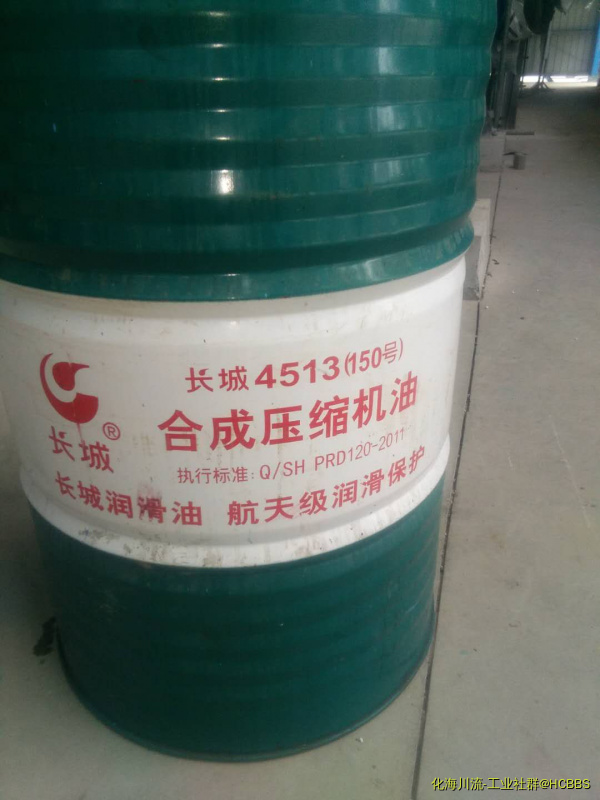 长城4513(150号)
合成压缩机油
长城®
执行标准: Q/SH PRD120-2011
长城润滑油 航天级润滑保护
化海川流-工业社群@HCBBS